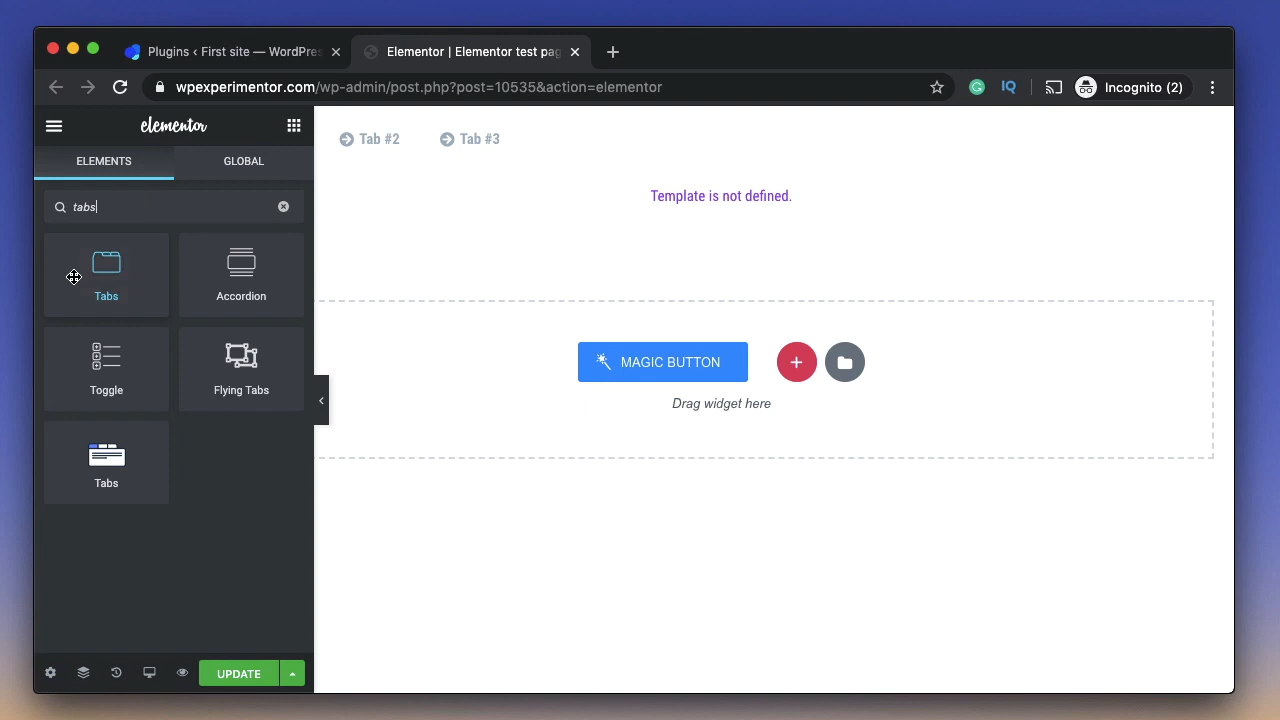 Plugins ‹ First site — WordPres
Elementor | Elementor test pag
wpexperimentor.com/wp-admin/post.php?post=10535&action=elementor
IQ
Incognito (2)
elementor
ELEMENTS
GLOBAL
tabs
Tabs
Accordion
Toggle
Flying Tabs
Tabs
UPDATE
Tab #2
Tab #3
Template is not defined.
MAGIC BUTTON
Drag widget here